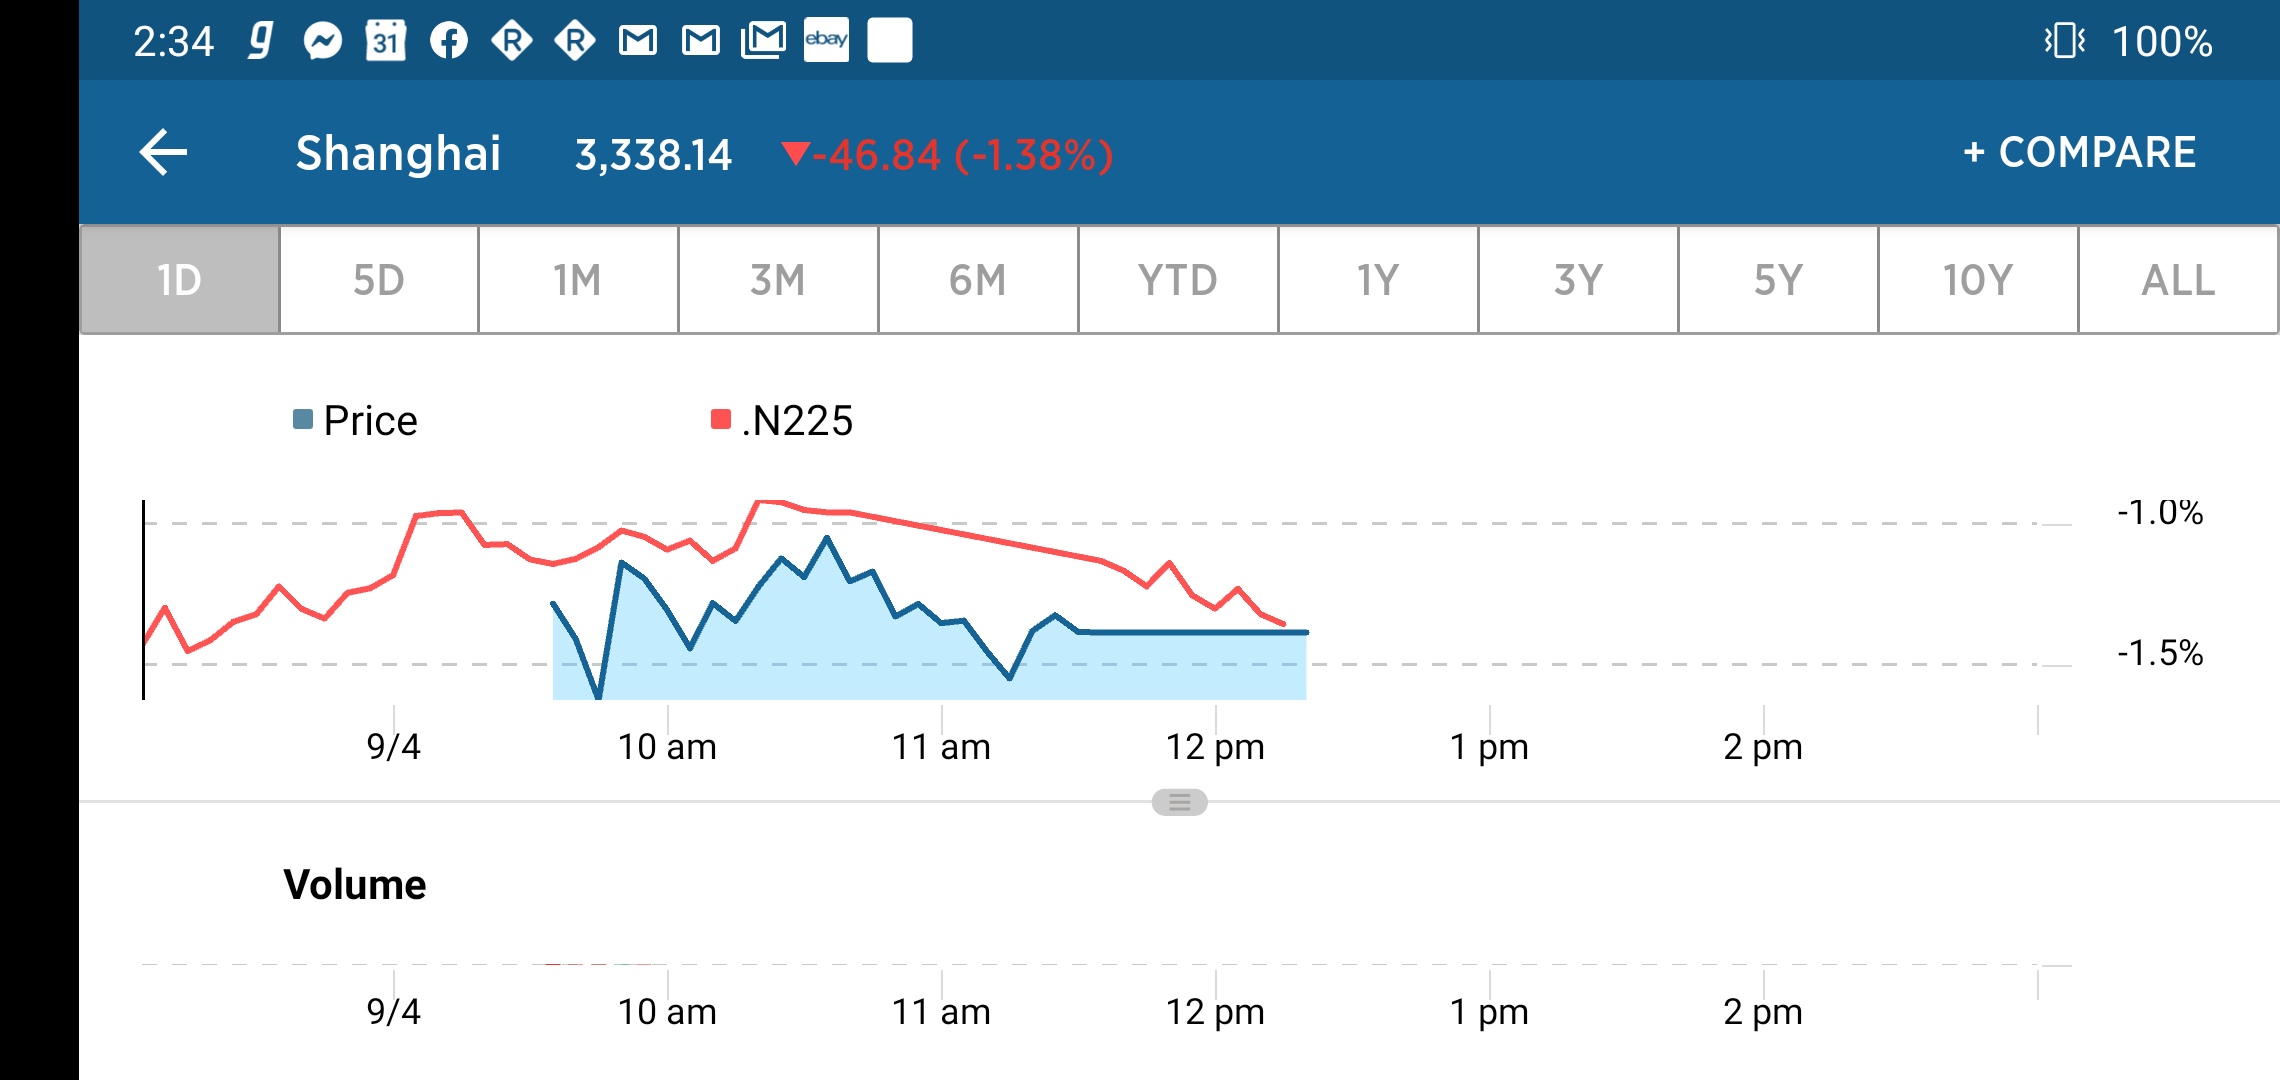 2:34 g 31 R R ebay 100%
Shanghai 3,338.14 ▼-46.84 (-1.38%) + COMPARE
1D 5D 1M 3M 6M YTD 1Y 3Y 5Y 10Y ALL
Price .N225
-1.0%
-1.5%
9/4 10 am 11 am 12 pm 1 pm 2 pm
Volume
9/4 10 am 11 am 12 pm 1 pm 2 pm